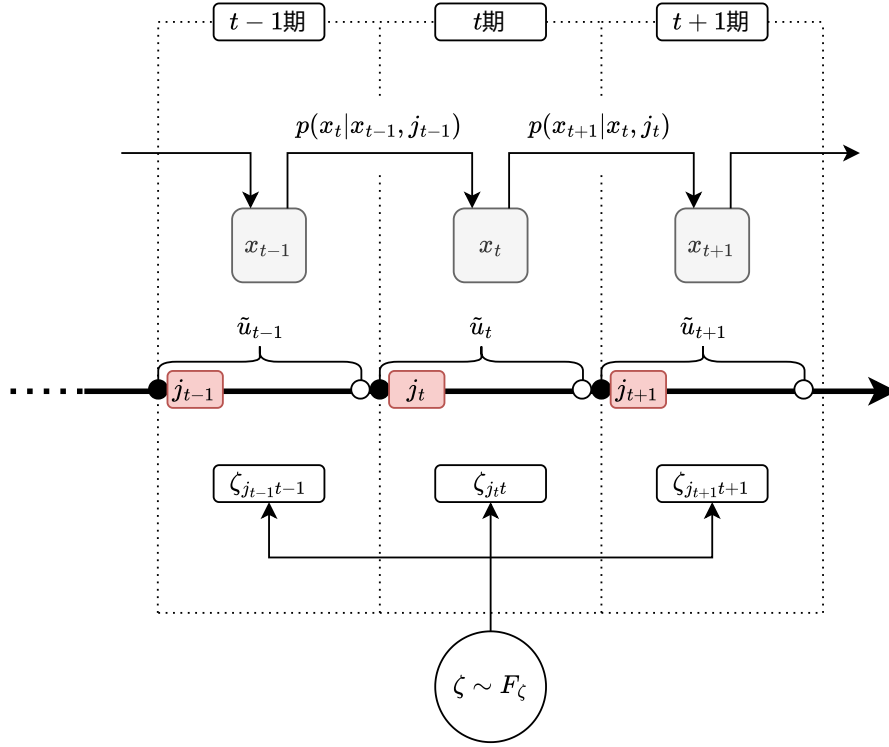 t − 1期
t期
t + 1期
p(x_t|x_{t−1}, j_{t−1})
p(x_{t+1}|x_t, j_t)
x_{t−1}
x_t
x_{t+1}
ũ_{t−1}
ũ_t
ũ_{t+1}
j_{t−1}
j_t
j_{t+1}
ζ_{j_{t−1}t−1}
ζ_{j_t t}
ζ_{j_{t+1}t+1}
ζ ∼ F_ζ